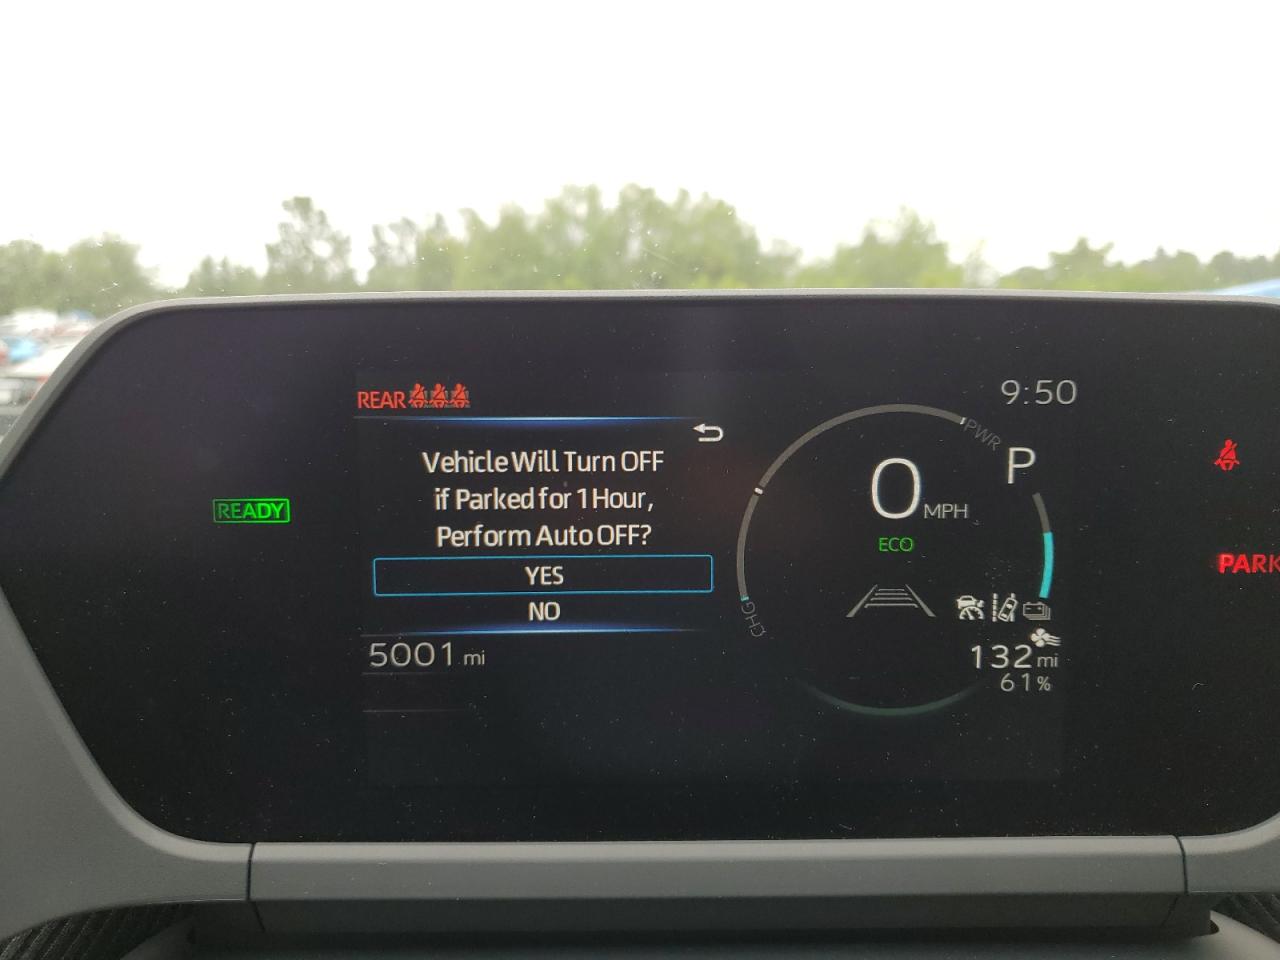 REAR
9:50
PWR
Vehicle Will Turn OFF
if Parked for 1 Hour,
Perform Auto OFF?
YES
NO
READY
P
0 MPH
ECO
CHG
PARK
5001 mi
132 mi
61%